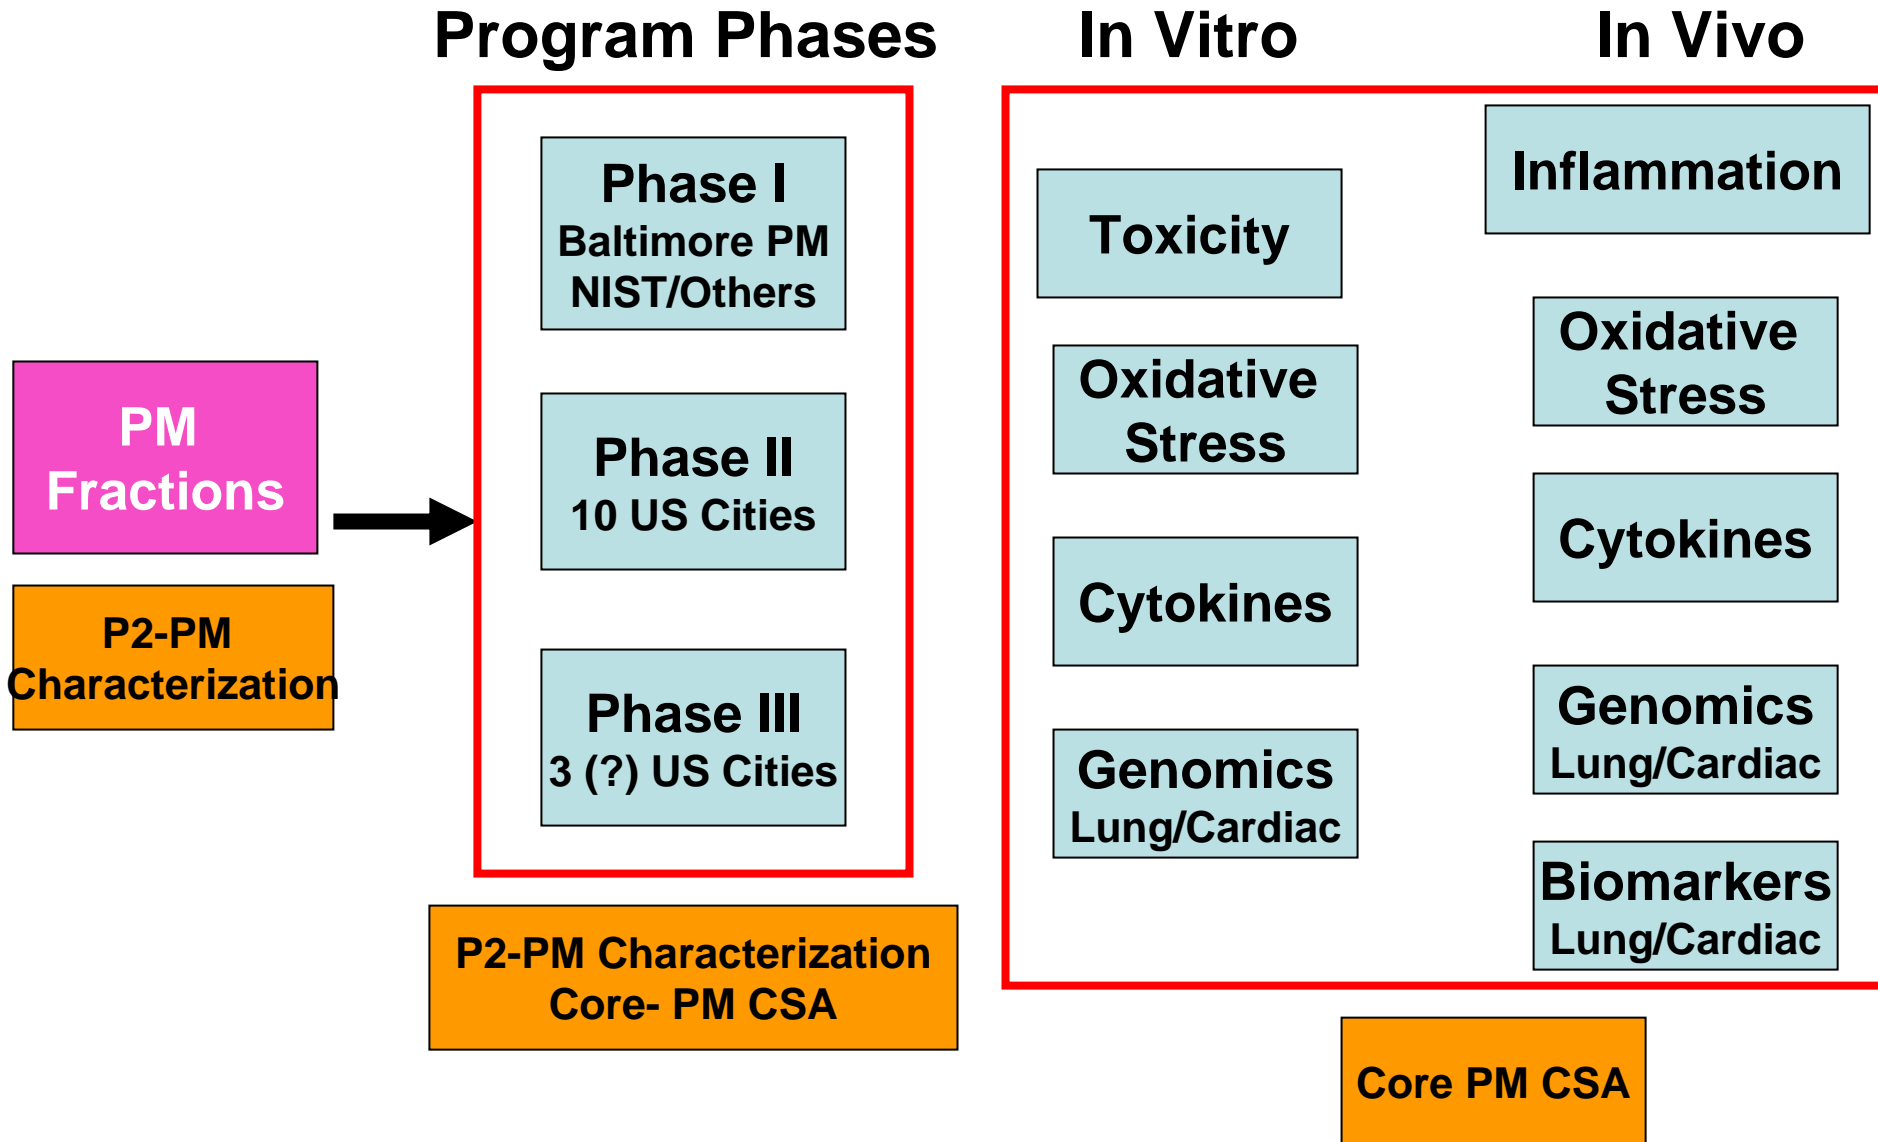 Program Phases
In Vitro
In Vivo
PM
Fractions
P2-PM
Characterization
Phase I
Baltimore PM
NIST/Others
Phase II
10 US Cities
Phase III
3 (?) US Cities
P2-PM Characterization
Core- PM CSA
Toxicity
Oxidative
Stress
Cytokines
Genomics
Lung/Cardiac
Inflammation
Oxidative
Stress
Cytokines
Genomics
Lung/Cardiac
Biomarkers
Lung/Cardiac
Core PM CSA